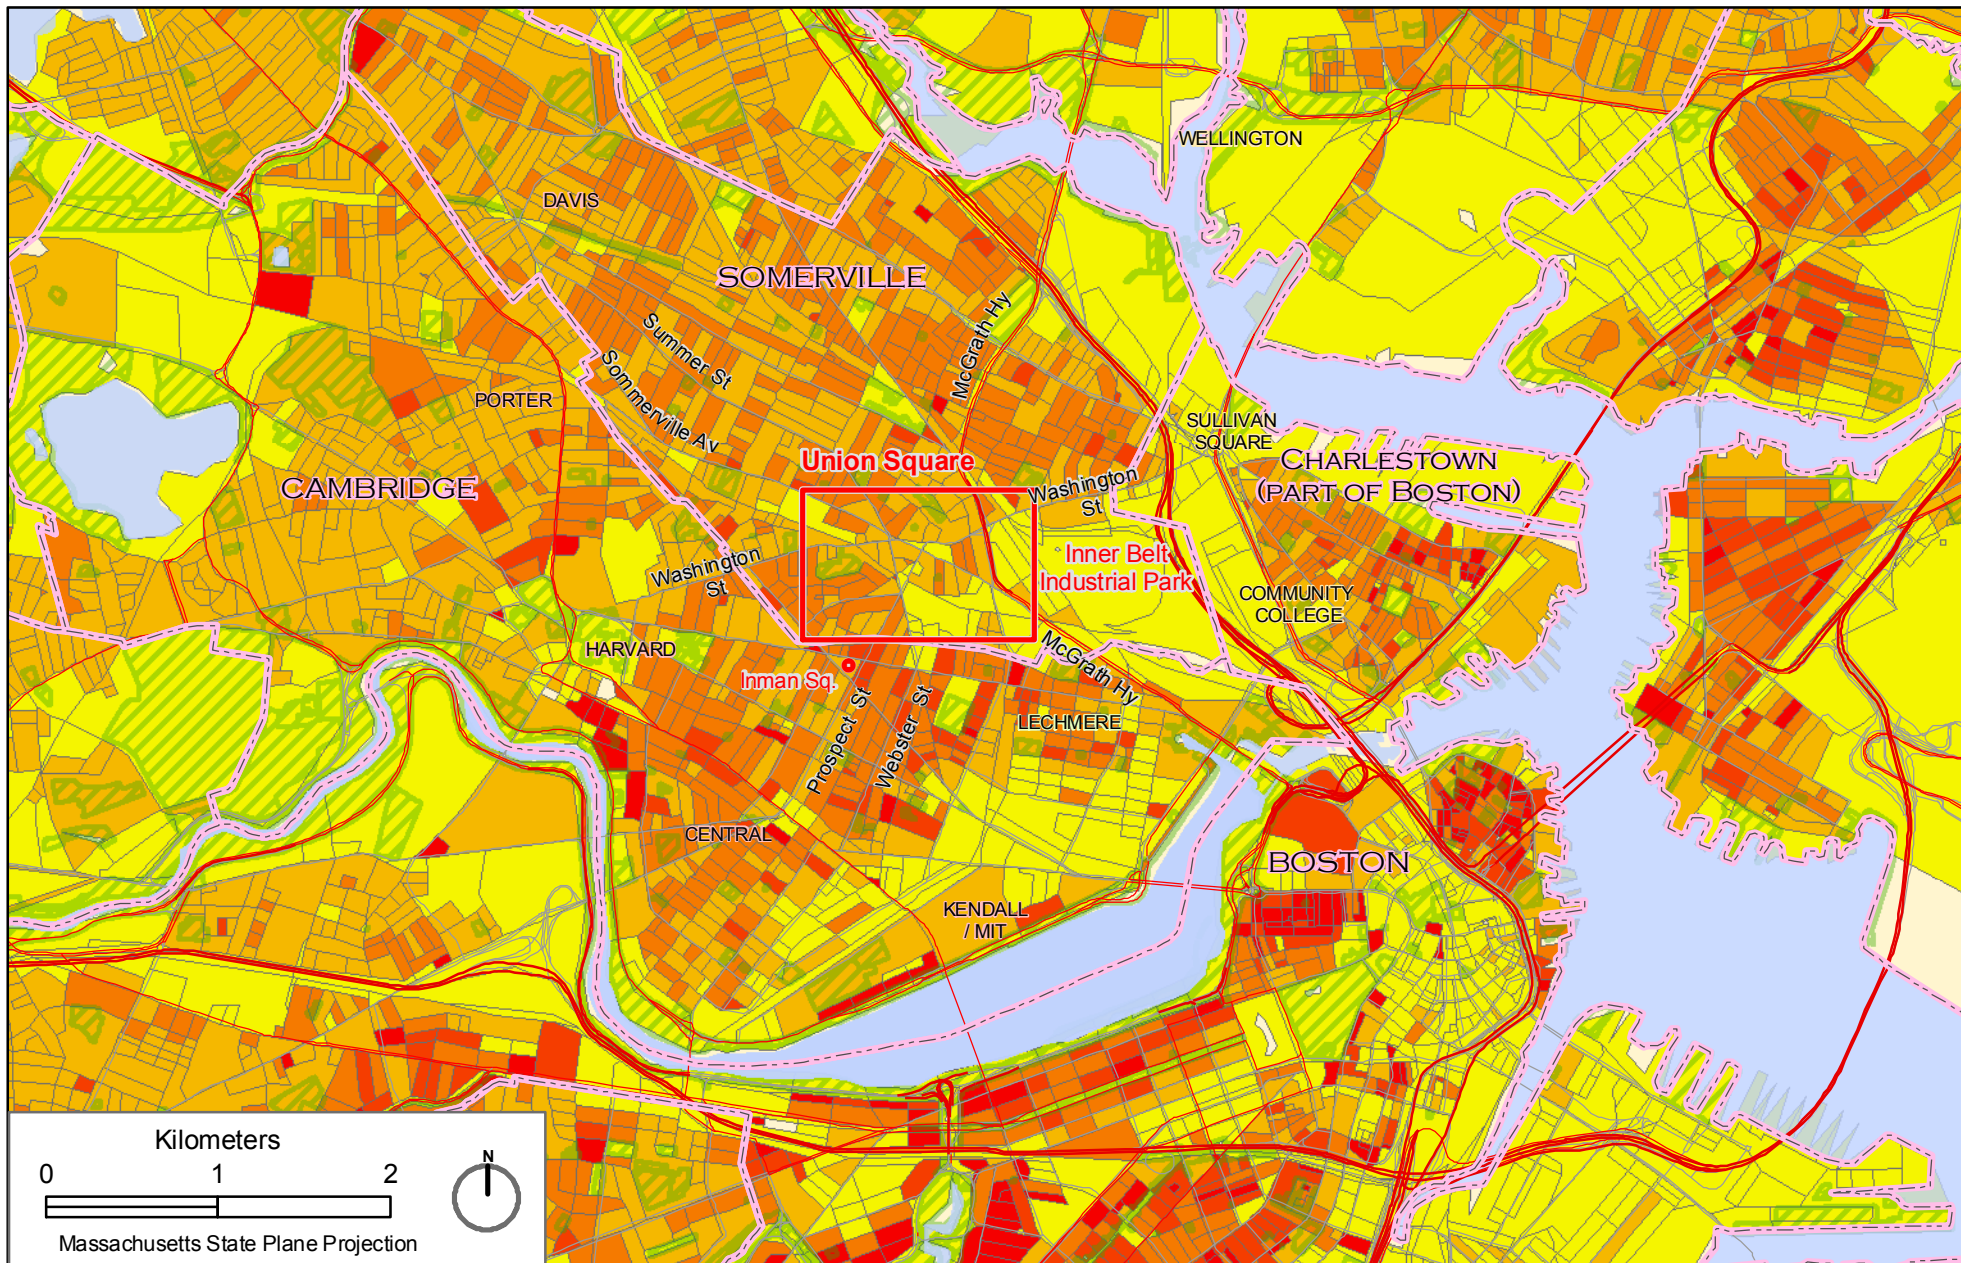 WELLINGTON
DAVIS
SOMERVILLE
McGrath Hy
Summer St
Sommerville Av
PORTER
SULLIVAN
SQUARE
CHARLESTOWN
(PART OF BOSTON)
Union Square
CAMBRIDGE
Washington
St
Inner Belt
Industrial Park
Washington
St
COMMUNITY
COLLEGE
HARVARD
McGrath Hy
Inman Sq.
Prospect St
Webster St
LECHMERE
CENTRAL
BOSTON
KENDALL
/ MIT
Kilometers
0 1 2
N
Massachusetts State Plane Projection